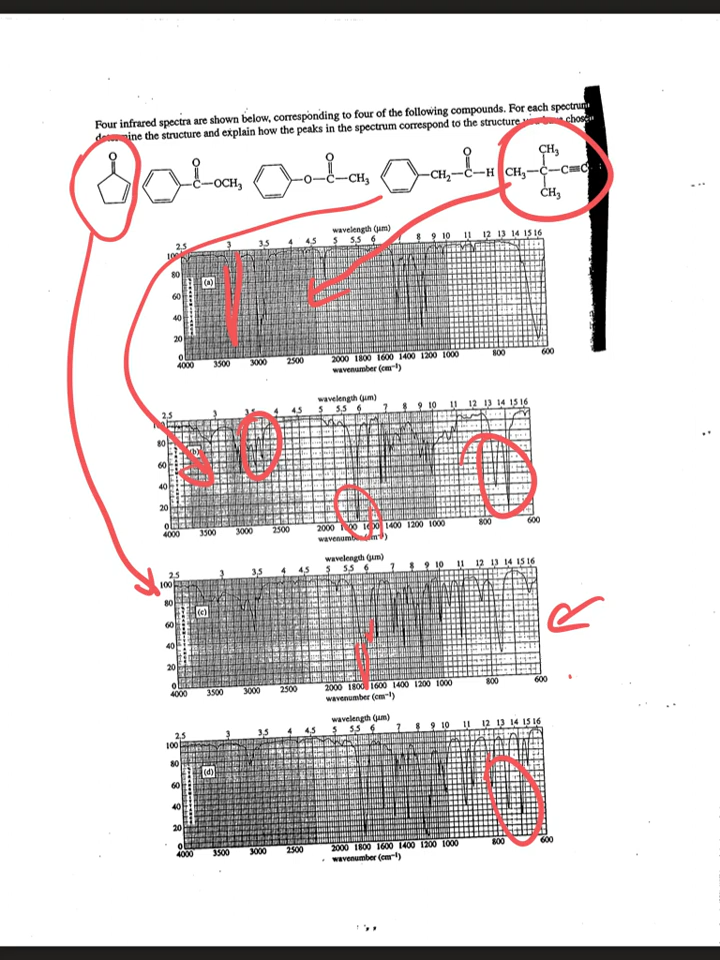 Four infrared spectra are shown below, corresponding to four of the following compounds. For each spectrum
determine the structure and explain how the peaks in the spectrum correspond to the structure chosen
O O O O CH3
C-OCH3 -O-C-CH3 -CH2-C-H CH3-C-C≡C
CH3
wavelength (μm)
2.5 3 3.5 4 4.5 5 5.5 6 8 9 10 11 12 13 14 15 16
100
80
(a)
60
40
20
0
4000 3500 3000 2500 2000 1800 1600 1400 1200 1000 800 600
wavenumber (cm⁻¹)
wavelength (μm)
2.5 3 4 4.5 5 5.5 6 7 8 9 10 11 12 13 14 15 16
80
60
40
20
0
4000 3500 3000 2500 2000 1400 1200 1000 800 600
wavelength (μm)
2.5 3 3.5 4 4.5 5 5.5 6 7 8 9 10 11 12 13 14 15 16
100
80
(c)
60
40
20
0
4000 3500 3000 2500 2000 1800 1600 1400 1200 1000 800 600
wavenumber (cm⁻¹)
wavelength (μm)
2.5 3 3.5 4 4.5 5 5.5 6 7 8 9 10 11 12 13 14 15 16
100
80
(d)
60
40
20
0
4000 3500 3000 2500 2000 1800 1600 1400 1200 1000 800 600
wavenumber (cm⁻¹)